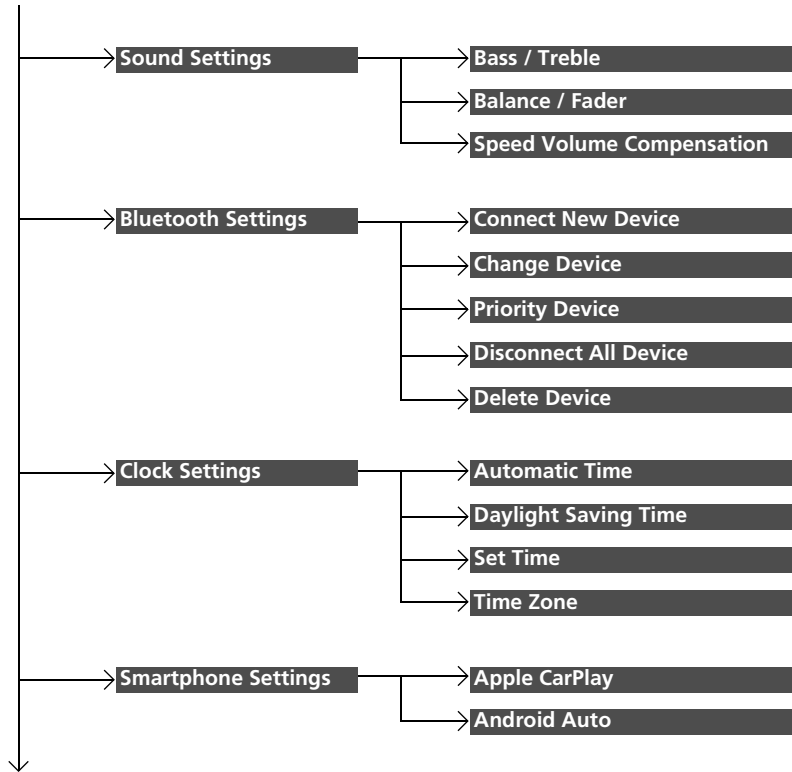 Sound Settings
Bass / Treble
Balance / Fader
Speed Volume Compensation
Bluetooth Settings
Connect New Device
Change Device
Priority Device
Disconnect All Device
Delete Device
Clock Settings
Automatic Time
Daylight Saving Time
Set Time
Time Zone
Smartphone Settings
Apple CarPlay
Android Auto